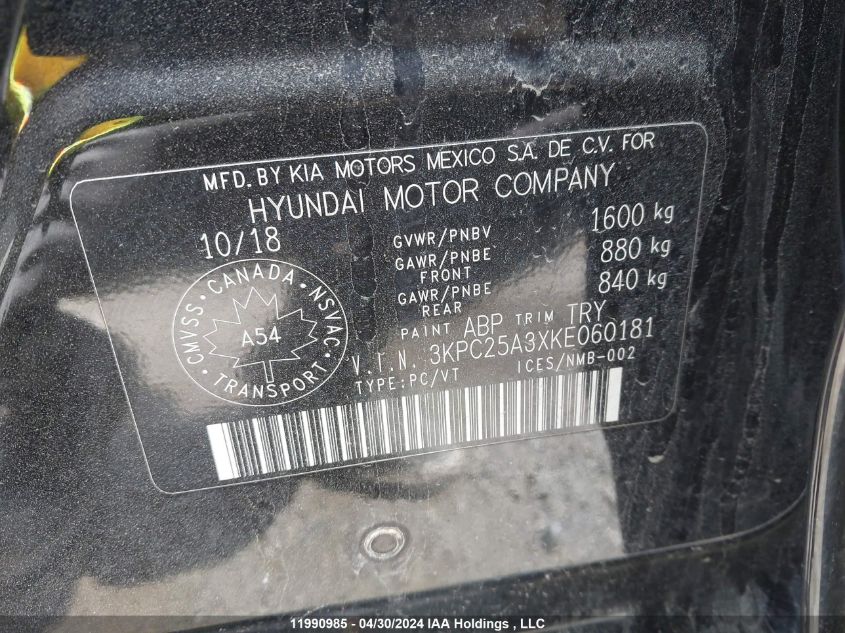 MFD. BY KIA MOTORS MEXICO S.A. DE C.V. FOR
HYUNDAI MOTOR COMPANY
10/18
GVWR/PNBV 1600 kg
GAWR/PNBE FRONT 880 kg
GAWR/PNBE REAR 840 kg
PAINT ABP TRIM TRY
V.I.N. 3KPC25A3XKE060181
TYPE: PC/VT ICES/NMB-002
CMVSS • CANADA • NSVAC • TRANSPORT •
A54
11990985 - 04/30/2024 IAA Holdings , LLC